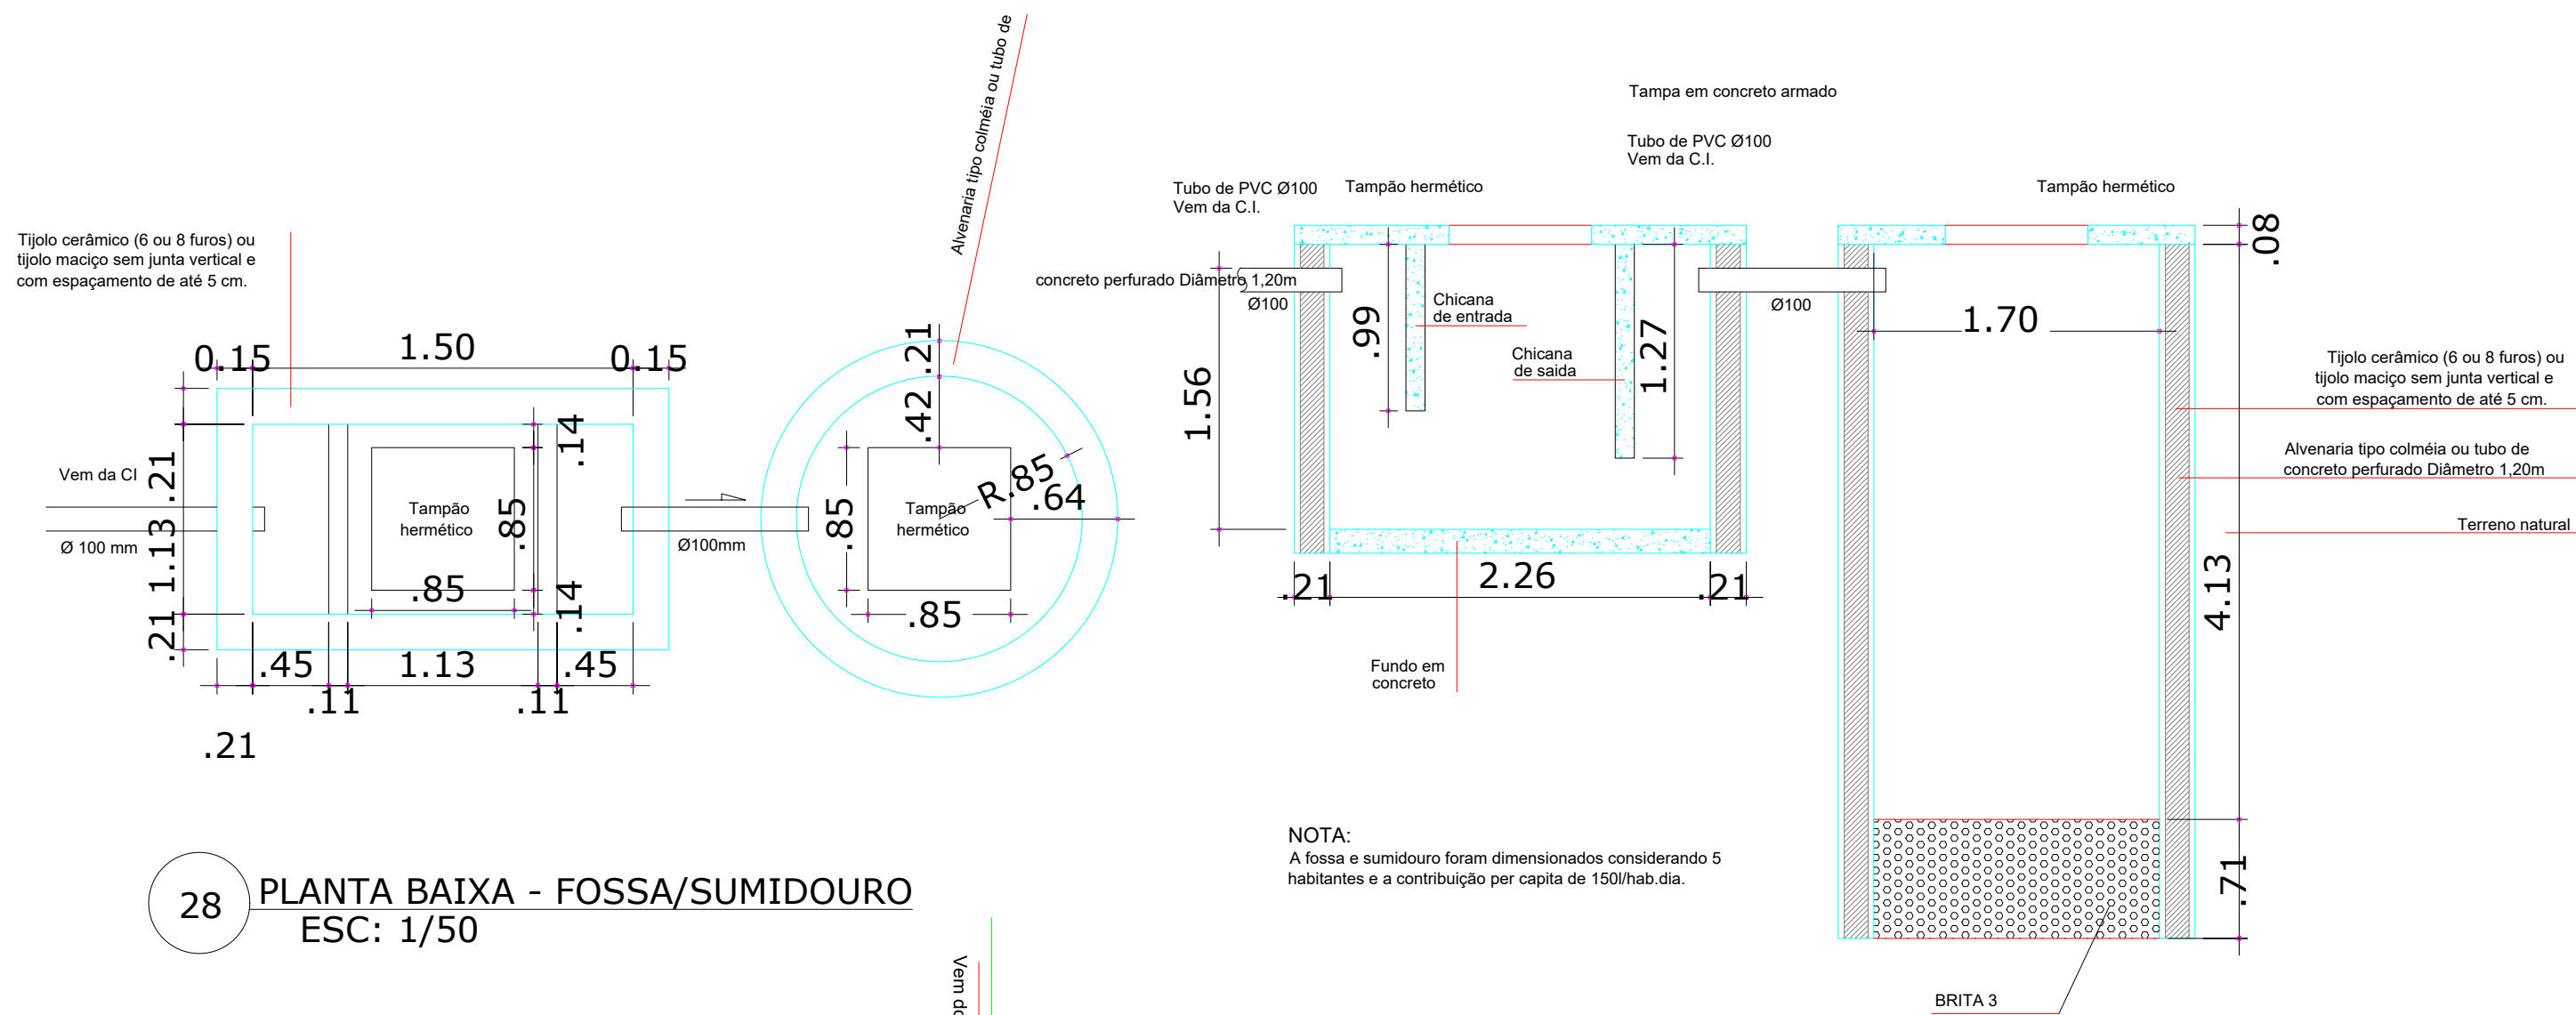 Alvenaria tipo colméia ou tubo de
concreto perfurado Diâmetro 1,20m
Tijolo cerâmico (6 ou 8 furos) ou
tijolo maciço sem junta vertical e
com espaçamento de até 5 cm.
0.15
1.50
0.15
.21
1.13
.21
Vem da CI
Ø 100 mm
Tampão
hermético
.85
.85
.14
.14
.45
1.13
.45
.11
.11
.21
Ø100mm
.21
.42
.85
Tampão
hermético
R.85
.64
.85
28
PLANTA BAIXA - FOSSA/SUMIDOURO
ESC: 1/50
Vem do
Tampa em concreto armado
Tubo de PVC Ø100
Vem da C.I.
Tubo de PVC Ø100
Vem da C.I.
Tampão hermético
Tampão hermético
Ø100
1.56
.99
Chicana
de entrada
Chicana
de saida
1.27
Ø100
.21
2.26
.21
Fundo em
concreto
1.70
.08
4.13
.71
Tijolo cerâmico (6 ou 8 furos) ou
tijolo maciço sem junta vertical e
com espaçamento de até 5 cm.
Alvenaria tipo colméia ou tubo de
concreto perfurado Diâmetro 1,20m
Terreno natural
NOTA:
A fossa e sumidouro foram dimensionados considerando 5
habitantes e a contribuição per capita de 150l/hab.dia.
BRITA 3